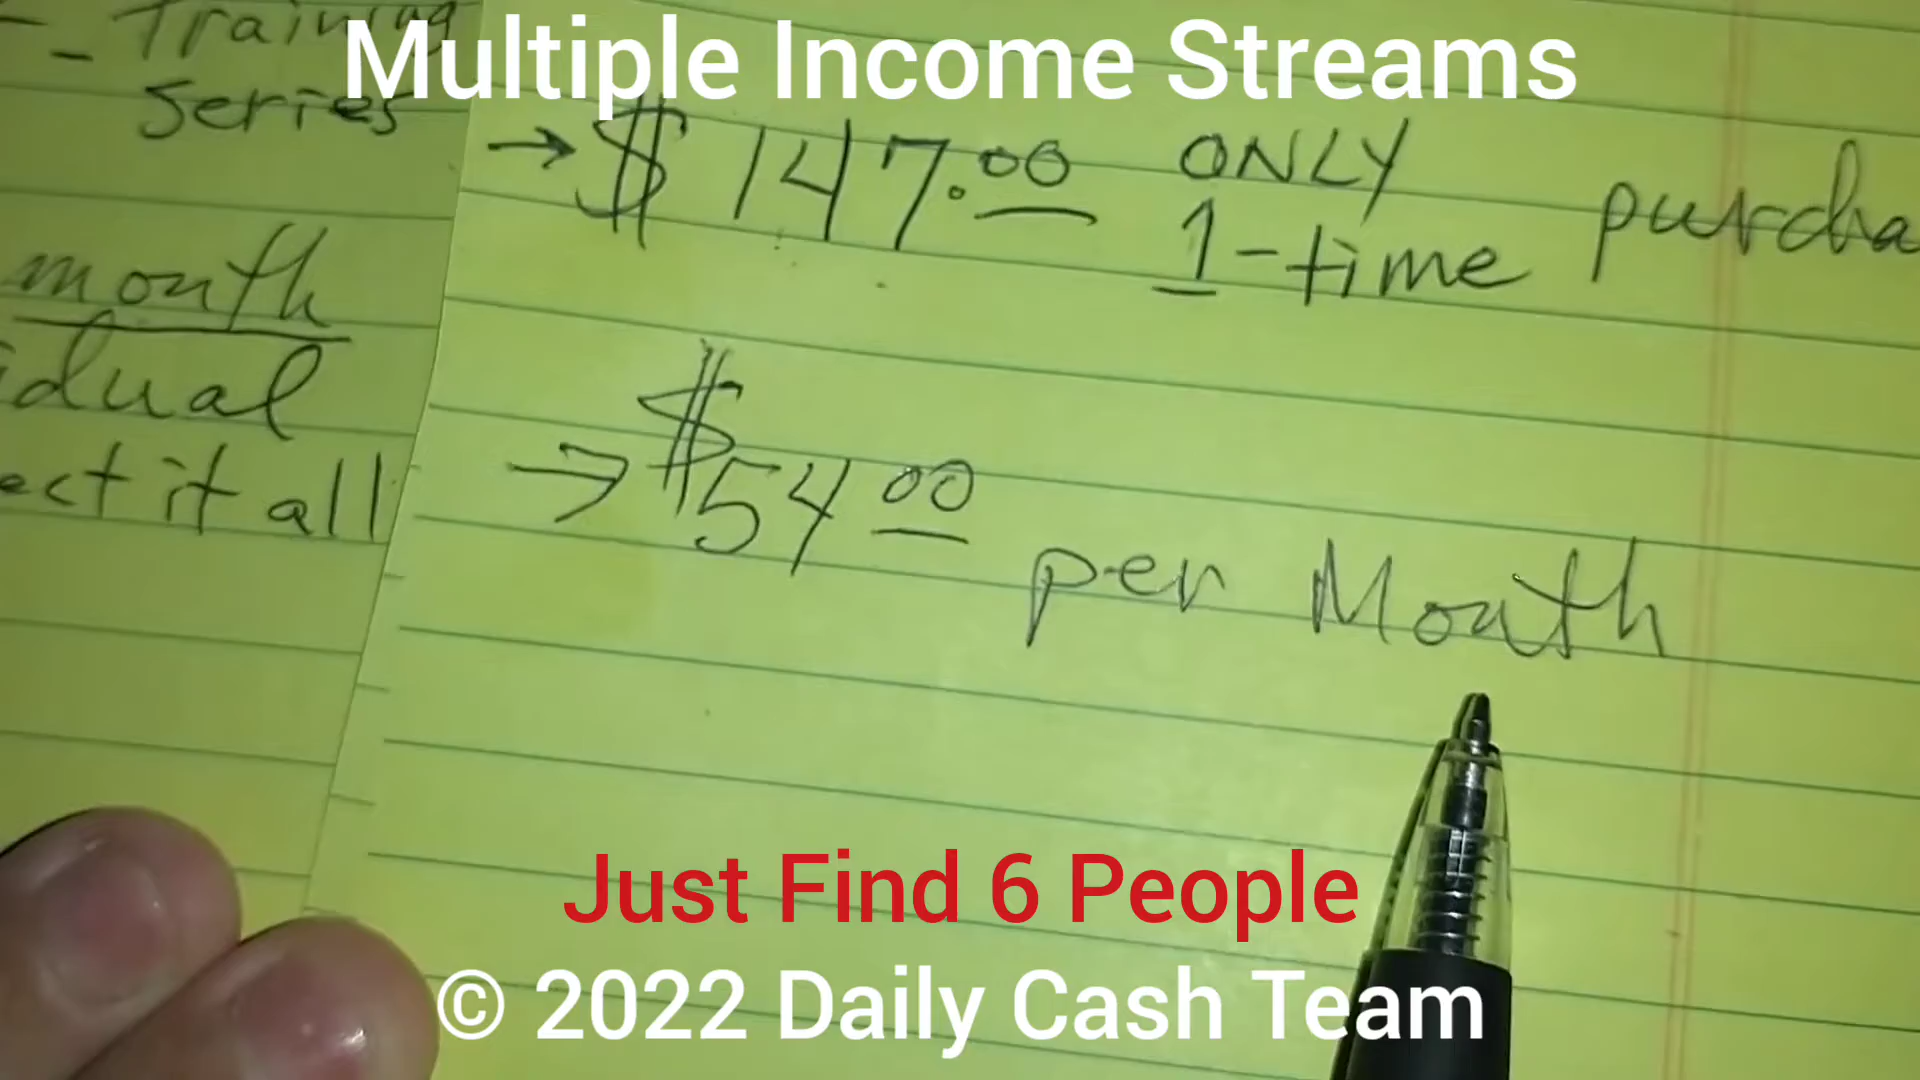 Multiple Income Streams
- Training
Series
month
idual
ect it all
→ $147.00 ONLY
1-time purcha
→ $54 00 per Month
Just Find 6 People
© 2022 Daily Cash Team